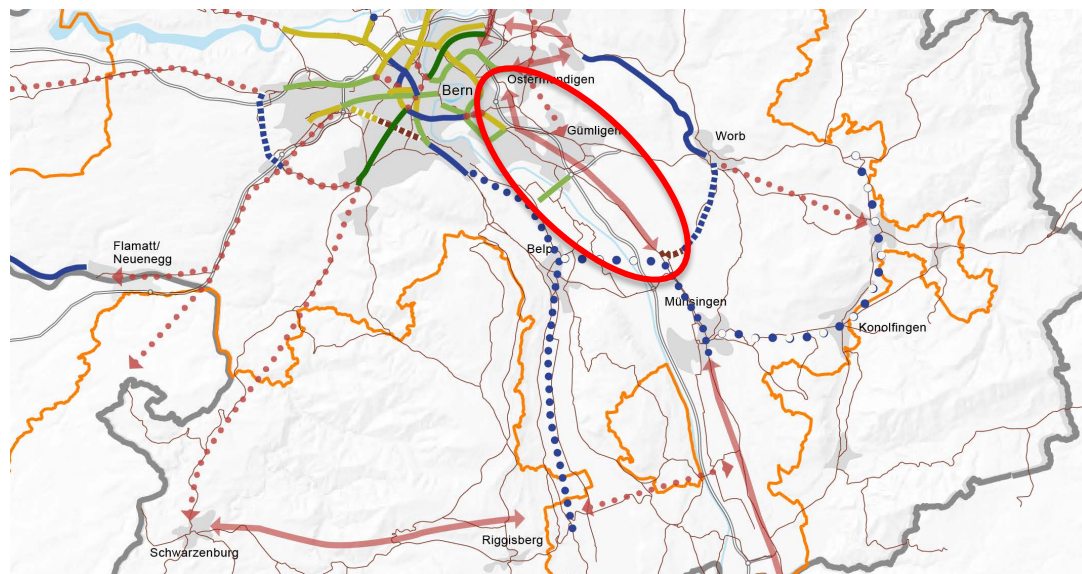 Ostermundigen
Bern
Gümligen
Worb
Flamatt/
Neuenegg
Belp
Münsingen
Konolfingen
Riggisberg
Schwarzenburg